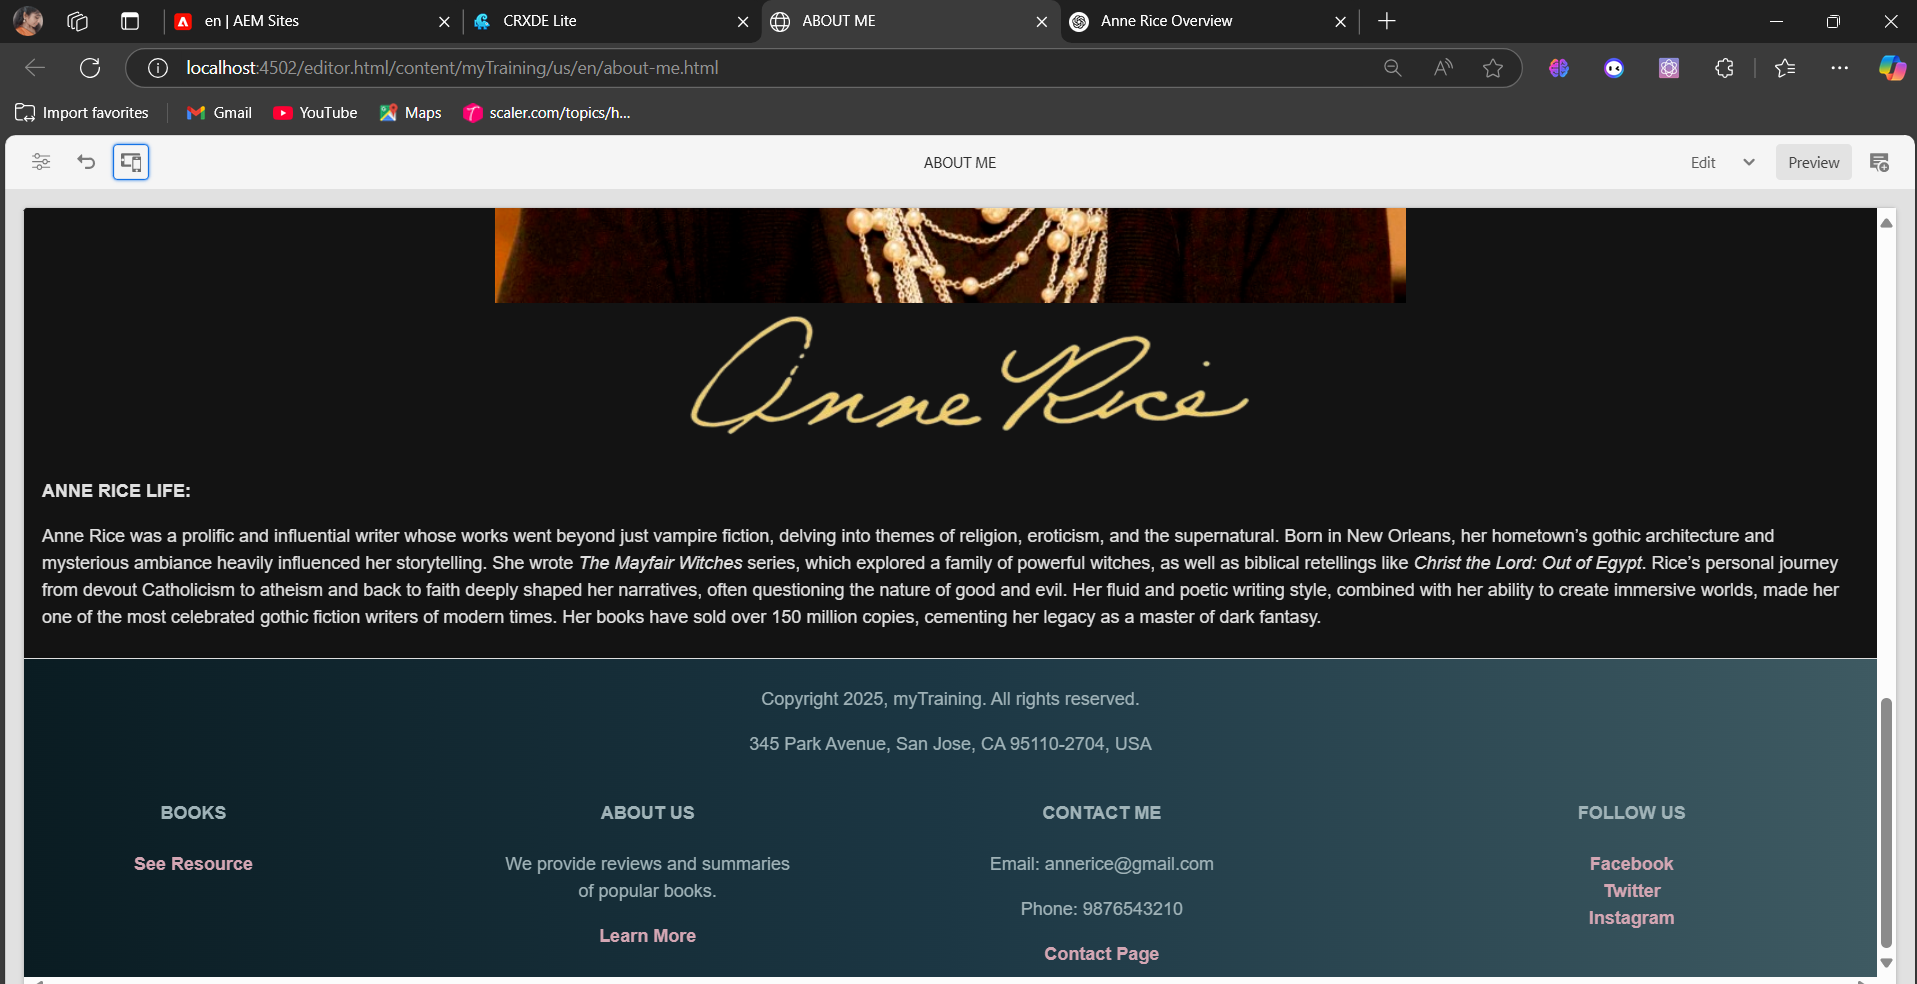 en | AEM Sites
CRXDE Lite
ABOUT ME
Anne Rice Overview
localhost:4502/editor.html/content/myTraining/us/en/about-me.html
Import favorites
Gmail
YouTube
Maps
scaler.com/topics/h...
ABOUT ME
Edit
Preview
Anne Rice
ANNE RICE LIFE:
Anne Rice was a prolific and influential writer whose works went beyond just vampire fiction, delving into themes of religion, eroticism, and the supernatural. Born in New Orleans, her hometown’s gothic architecture and
mysterious ambiance heavily influenced her storytelling. She wrote The Mayfair Witches series, which explored a family of powerful witches, as well as biblical retellings like Christ the Lord: Out of Egypt. Rice’s personal journey
from devout Catholicism to atheism and back to faith deeply shaped her narratives, often questioning the nature of good and evil. Her fluid and poetic writing style, combined with her ability to create immersive worlds, made her
one of the most celebrated gothic fiction writers of modern times. Her books have sold over 150 million copies, cementing her legacy as a master of dark fantasy.
Copyright 2025, myTraining. All rights reserved.
345 Park Avenue, San Jose, CA 95110-2704, USA
BOOKS
See Resource
ABOUT US
We provide reviews and summaries
of popular books.
Learn More
CONTACT ME
Email: annerice@gmail.com
Phone: 9876543210
Contact Page
FOLLOW US
Facebook
Twitter
Instagram